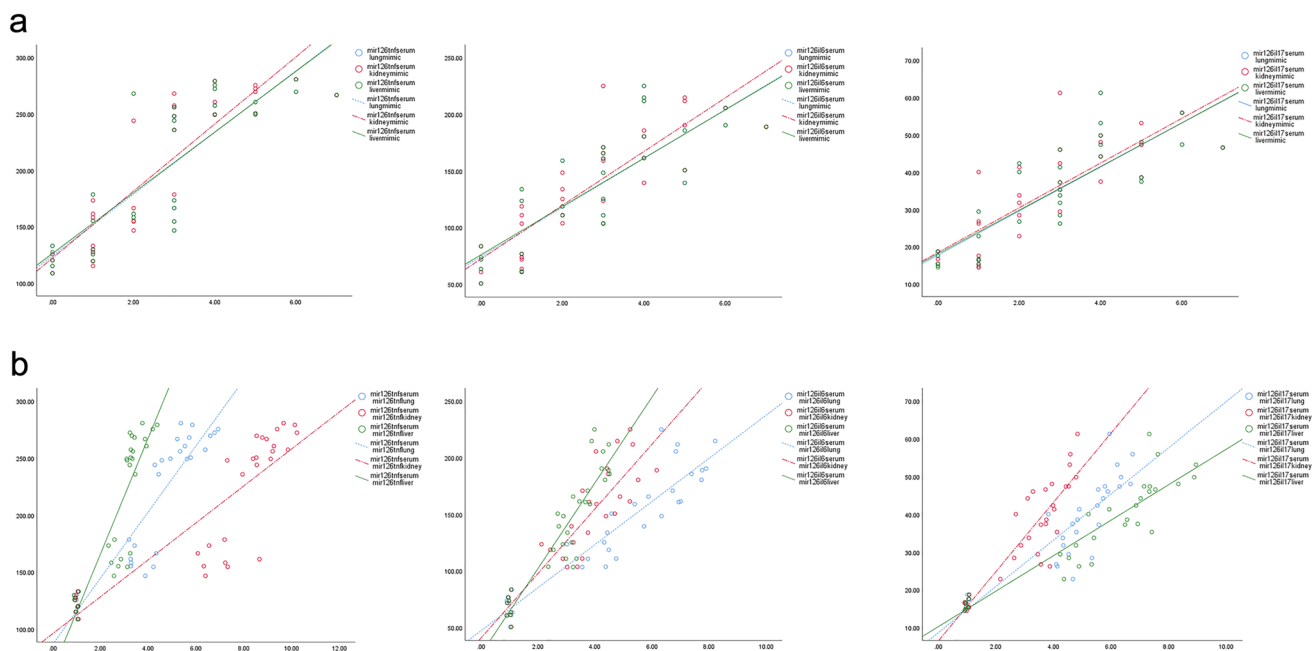 a
300.00
250.00
200.00
150.00
100.00
.00
2.00
4.00
6.00
mir126tnfserum
lungmimic
mir126tnfserum
kidneymimic
mir126tnfserum
livermimic
mir126tnfserum
lungmimic
mir126tnfserum
kidneymimic
mir126tnfserum
livermimic
250.00
200.00
150.00
100.00
50.00
.00
2.00
4.00
6.00
mir126il6serum
lungmimic
mir126il6serum
kidneymimic
mir126il6serum
livermimic
mir126il6serum
lungmimic
mir126il6serum
kidneymimic
mir126il6serum
livermimic
70.00
60.00
50.00
40.00
30.00
20.00
10.00
.00
2.00
4.00
6.00
mir126il17serum
lungmimic
mir126il17serum
kidneymimic
mir126il17serum
livermimic
mir126il17serum
lungmimic
mir126il17serum
kidneymimic
mir126il17serum
livermimic
b
300.00
250.00
200.00
150.00
100.00
.00
2.00
4.00
6.00
8.00
10.00
12.00
mir126tnfserum
mir126tnflung
mir126tnfserum
mir126tnfkidney
mir126tnfserum
mir126tnfliver
mir126tnfserum
mir126tnflung
mir126tnfserum
mir126tnfkidney
mir126tnfserum
mir126tnfliver
250.00
200.00
150.00
100.00
50.00
.00
2.00
4.00
6.00
8.00
10.00
mir126il6serum
mir126il6lung
mir126il6serum
mir126il6kidney
mir126il6serum
mir126il6liver
mir126il6serum
mir126il6lung
mir126il6serum
mir126il6kidney
mir126il6serum
mir126il6liver
70.00
60.00
50.00
40.00
30.00
20.00
10.00
.00
2.00
4.00
6.00
8.00
10.00
mir126il17serum
mir126il17lung
mir126il17serum
mir126il17kidney
mir126il17serum
mir126il17liver
mir126il17serum
mir126il17lung
mir126il17serum
mir126il17kidney
mir126il17serum
mir126il17liver